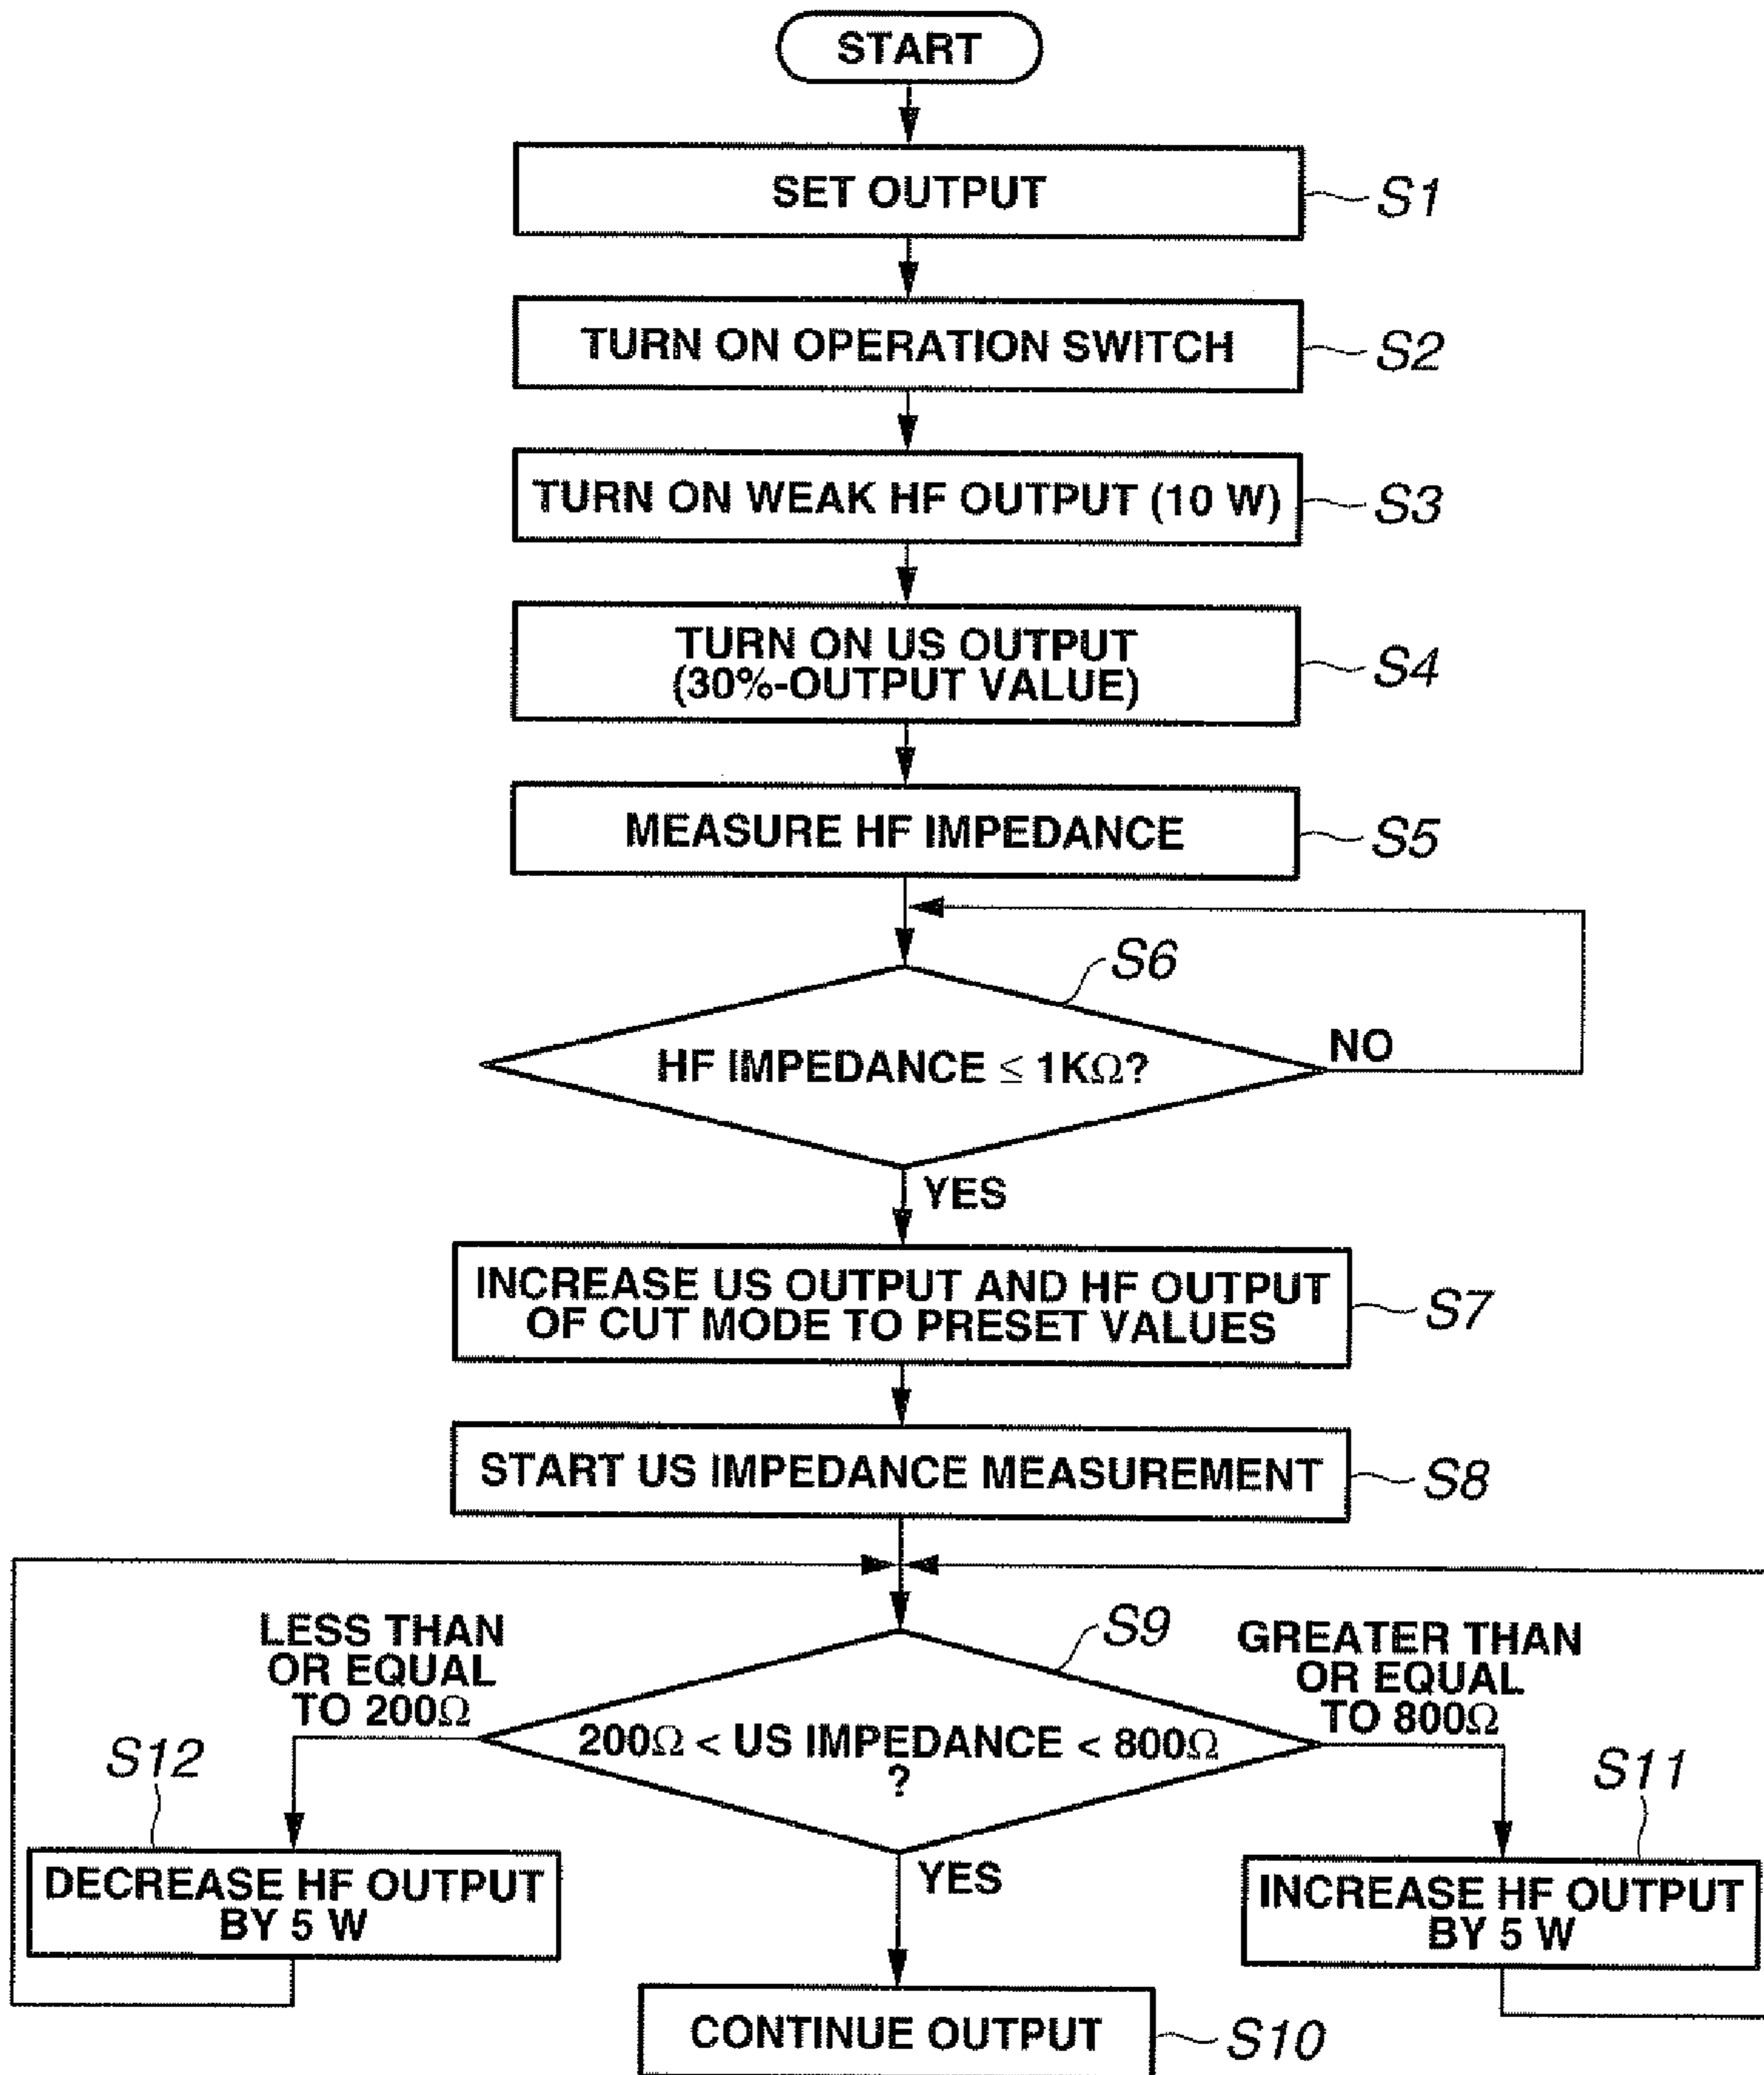 START
SET OUTPUT
S1
TURN ON OPERATION SWITCH
S2
TURN ON WEAK HF OUTPUT (10 W)
S3
TURN ON US OUTPUT
(30%-OUTPUT VALUE)
S4
MEASURE HF IMPEDANCE
S5
S6
HF IMPEDANCE ≤ 1KΩ?
NO
YES
INCREASE US OUTPUT AND HF OUTPUT
OF CUT MODE TO PRESET VALUES
S7
START US IMPEDANCE MEASUREMENT
S8
LESS THAN
OR EQUAL
TO 200Ω
S9
GREATER THAN
OR EQUAL
TO 800Ω
200Ω < US IMPEDANCE < 800Ω
?
S12
S11
DECREASE HF OUTPUT
BY 5 W
YES
INCREASE HF OUTPUT
BY 5 W
CONTINUE OUTPUT
S10